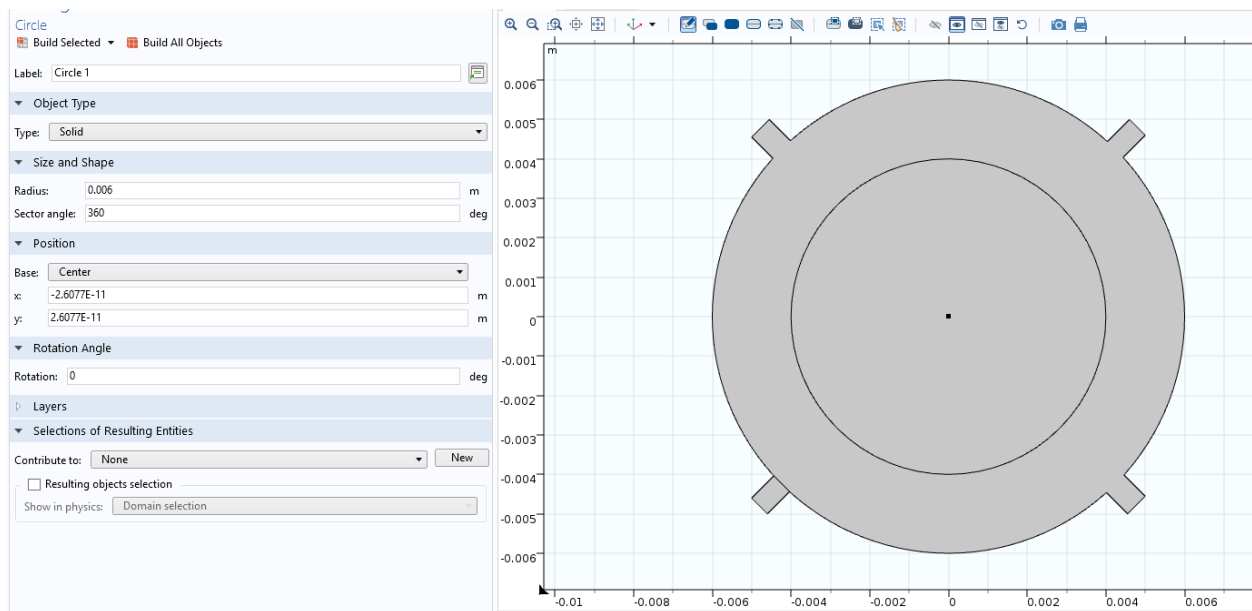 Circle
Build Selected Build All Objects
Label: Circle 1
Object Type
Type: Solid
Size and Shape
Radius: 0.006 m
Sector angle: 360 deg
Position
Base: Center
x: -2.6077E-11 m
y: 2.6077E-11 m
Rotation Angle
Rotation: 0 deg
Layers
Selections of Resulting Entities
Contribute to: None New
Resulting objects selection
Show in physics: Domain selection
m
0.006
0.005
0.004
0.003
0.002
0.001
0
-0.001
-0.002
-0.003
-0.004
-0.005
-0.006
-0.01 -0.008 -0.006 -0.004 -0.002 0 0.002 0.004 0.006